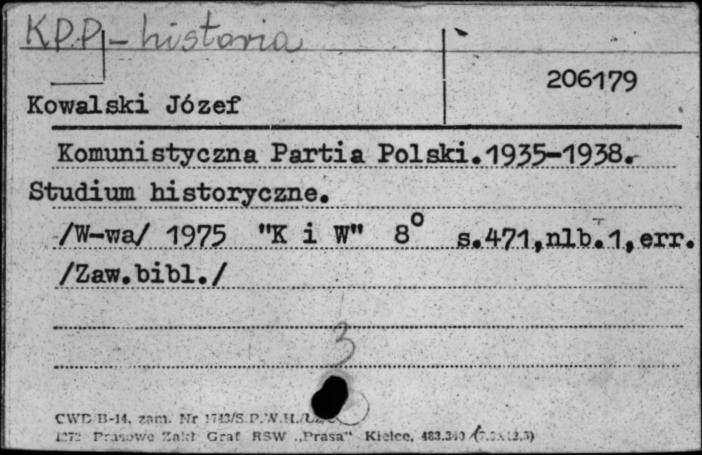 KPP - historia
206179
Kowalski Józef
Komunistyczna Partia Polski.1935-1938.
Studium historyczne.
/W-wa/ 1975 "K i W" 8° s.471,nlb.1,err.
/Zaw.bibl./
3
CWD/B-14, zam. Nr
Prasowe Zakł Graf RSW „Prasa" Kielce,